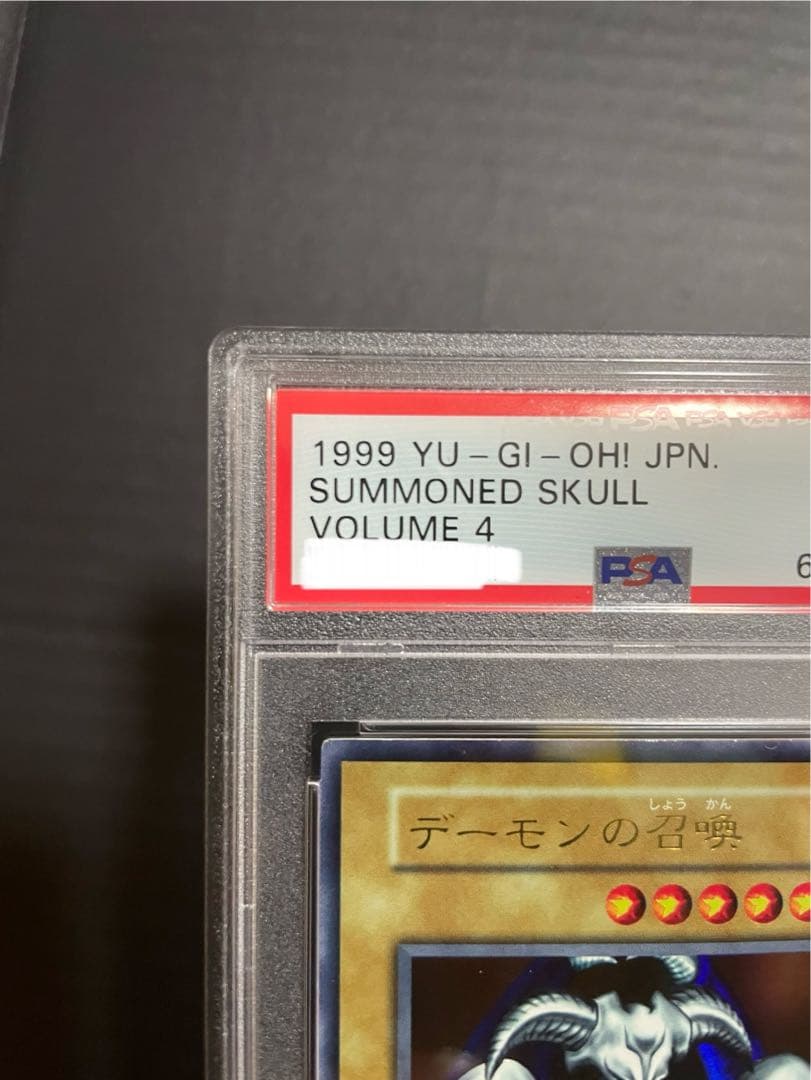 1999 YU-GI-OH! JPN.
SUMMONED SKULL
VOLUME 4
PSA
6
しょう かん
デーモンの召喚